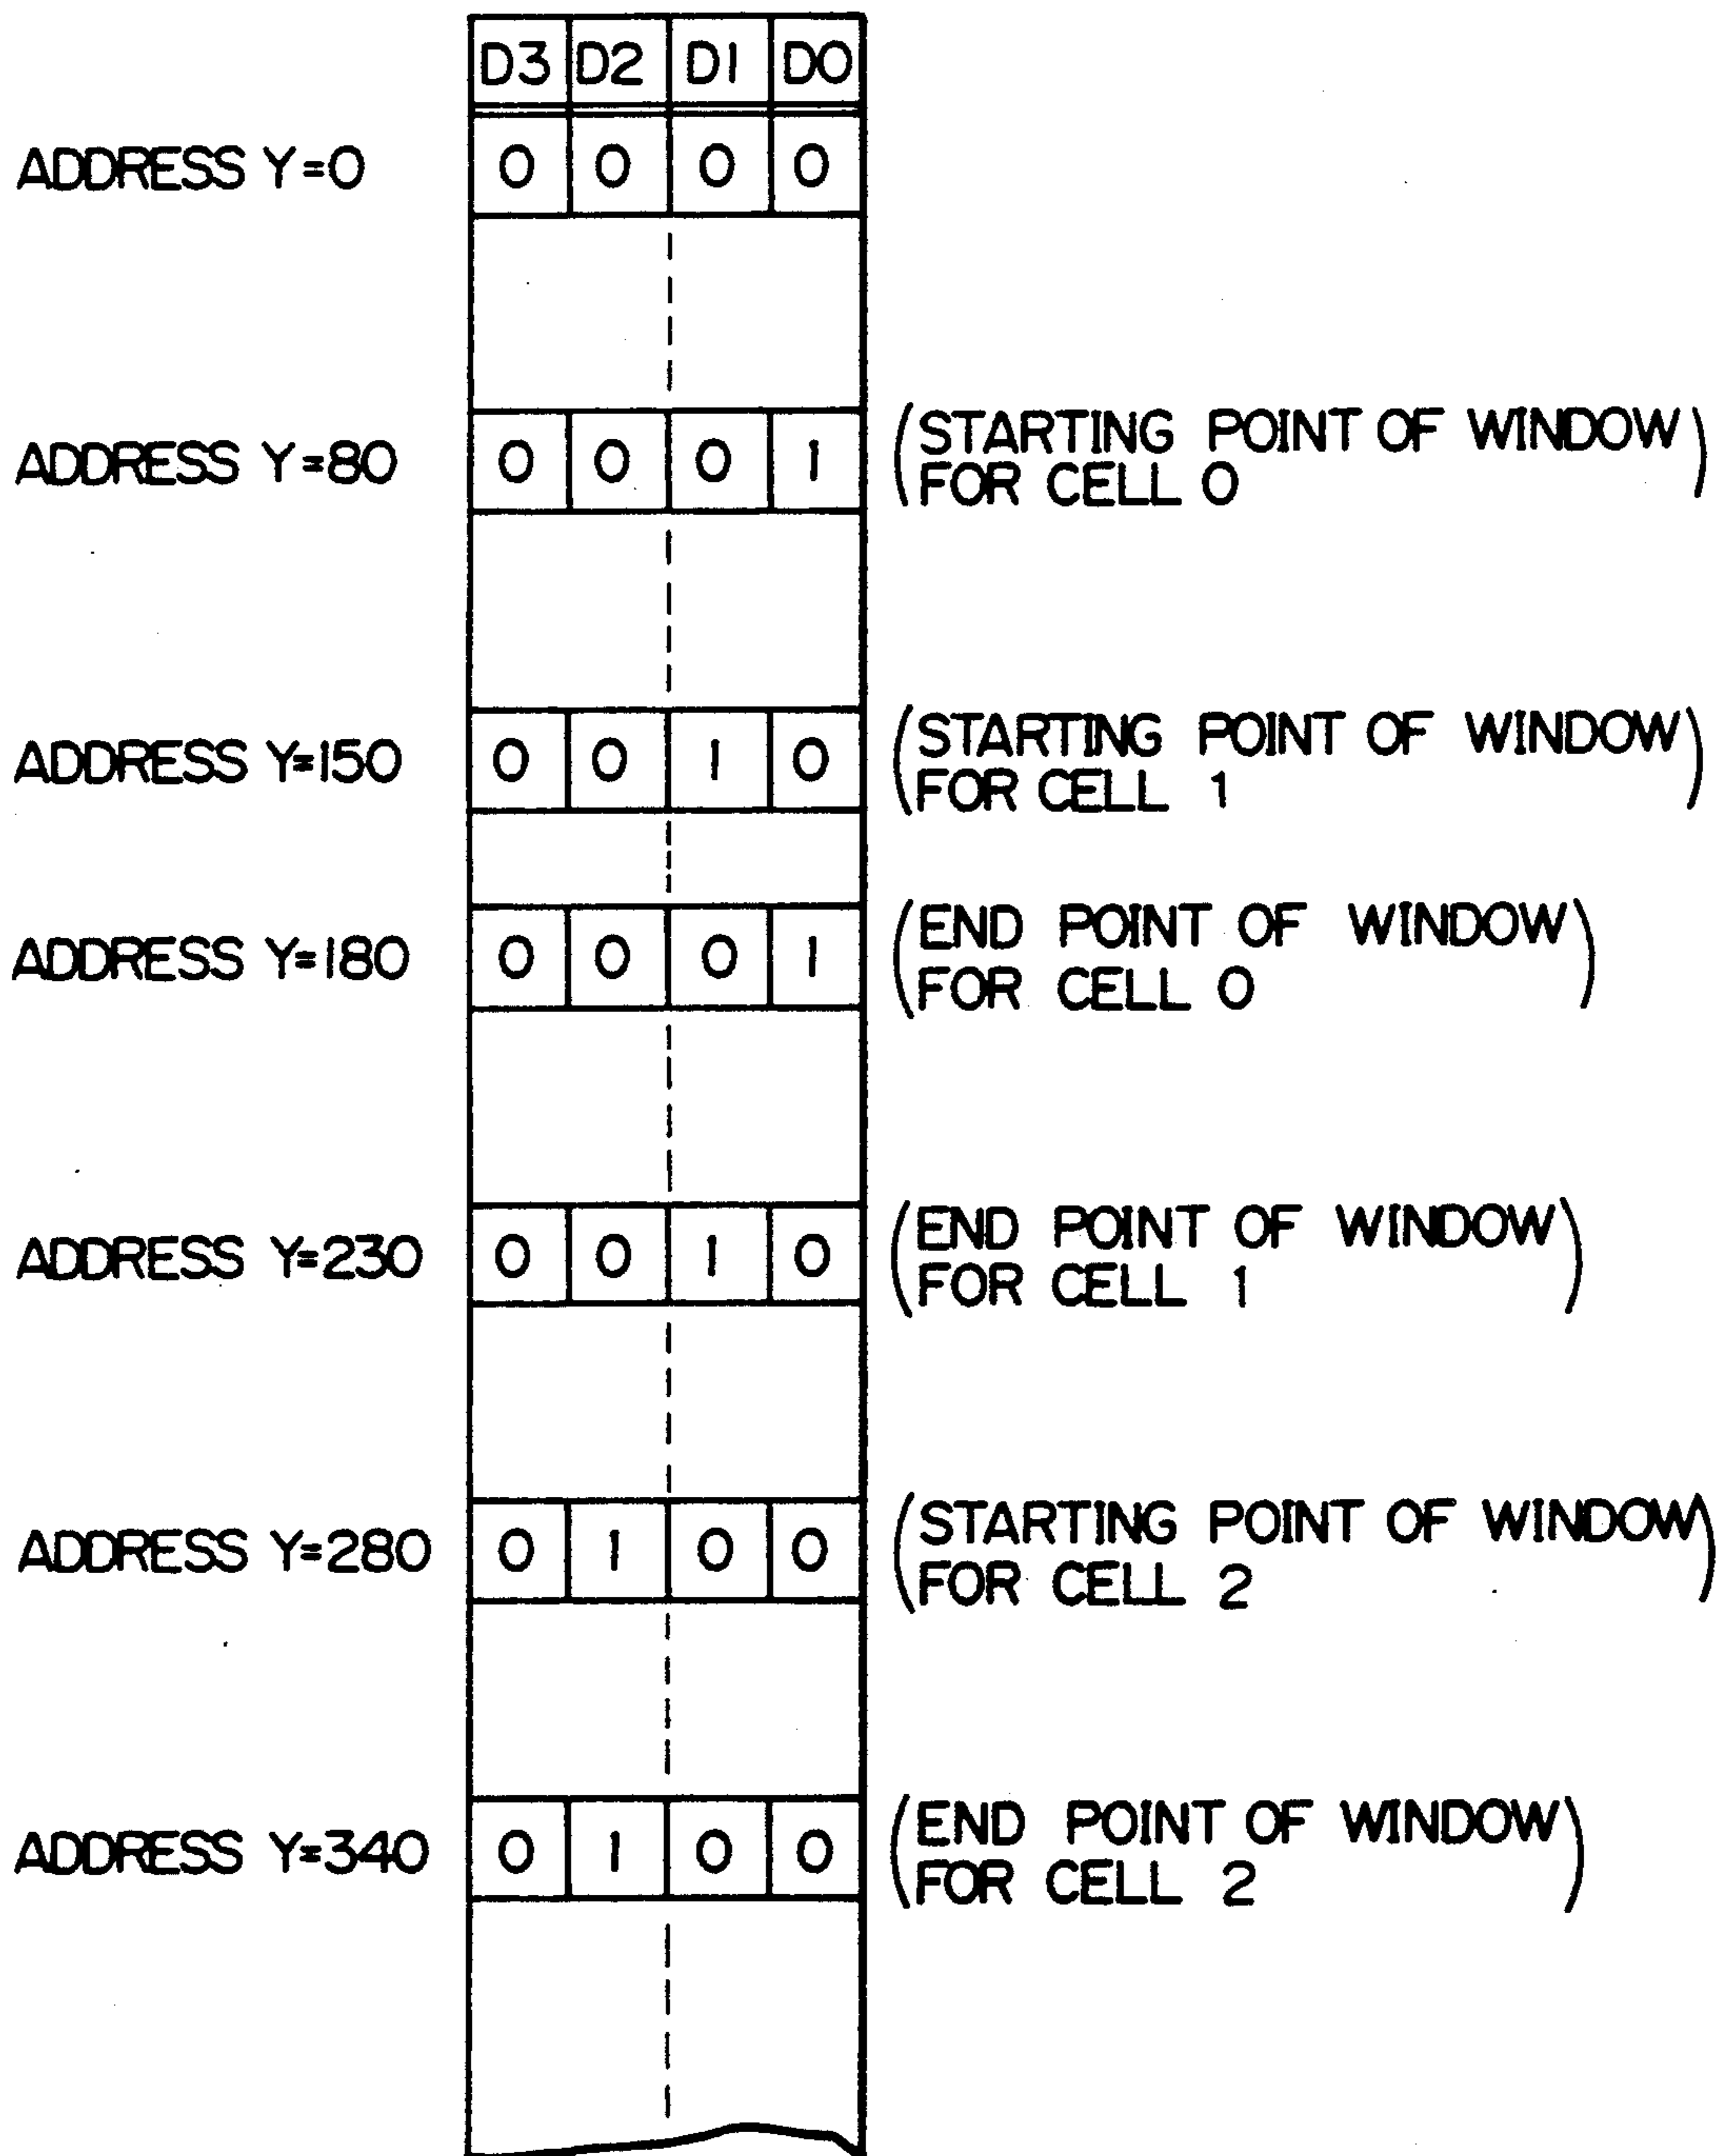 D3 D2 D1 D0
ADDRESS Y=0 0 0 0 0
ADDRESS Y=80 0 0 0 1 (STARTING POINT OF WINDOW
FOR CELL 0)
ADDRESS Y=150 0 0 1 0 (STARTING POINT OF WINDOW
FOR CELL 1)
ADDRESS Y=180 0 0 0 1 (END POINT OF WINDOW
FOR CELL 0)
ADDRESS Y=230 0 0 1 0 (END POINT OF WINDOW
FOR CELL 1)
ADDRESS Y=280 0 1 0 0 (STARTING POINT OF WINDOW
FOR CELL 2)
ADDRESS Y=340 0 1 0 0 (END POINT OF WINDOW
FOR CELL 2)